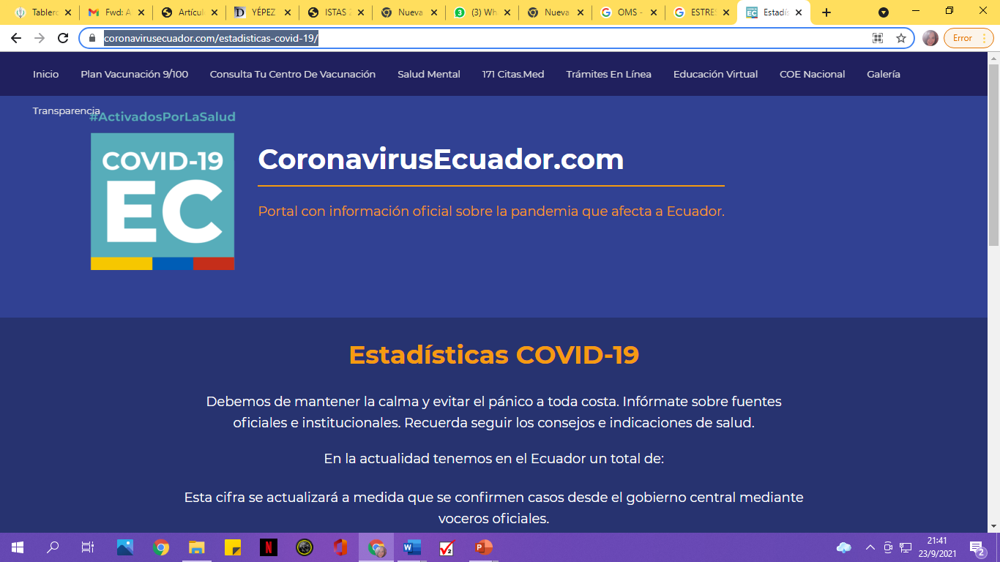 Tablero
Fwd: A
Artícul
YÉPEZ
ISTAS
Nueva
(3) Wh
Nueva
OMS -
ESTRES
Estadís
coronavirusecuador.com/estadisticas-covid-19/
Error
Inicio
Plan Vacunación 9/100
Consulta Tu Centro De Vacunación
Salud Mental
171 Citas.Med
Trámites En Línea
Educación Virtual
COE Nacional
Galería
Transparencia
#ActivadosPorLaSalud
COVID-19
EC
CoronavirusEcuador.com
Portal con información oficial sobre la pandemia que afecta a Ecuador.
Estadísticas COVID-19
Debemos de mantener la calma y evitar el pánico a toda costa. Infórmate sobre fuentes
oficiales e institucionales. Recuerda seguir los consejos e indicaciones de salud.
En la actualidad tenemos en el Ecuador un total de:
Esta cifra se actualizará a medida que se confirmen casos desde el gobierno central mediante
voceros oficiales.
21:41
23/9/2021
2